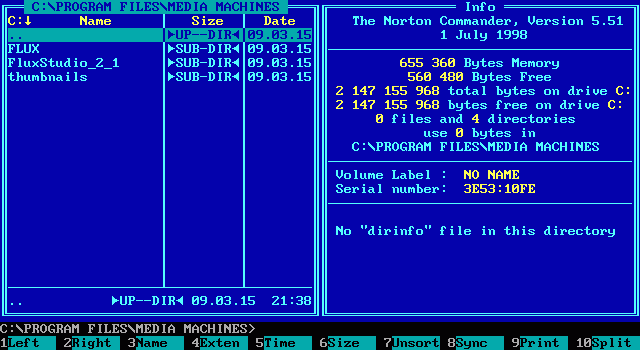 C:\PROGRAM FILES\MEDIA MACHINES
C:↓ Name Size Date
.. ►UP--DIR◄ 09.03.15
FLUX ►SUB-DIR◄ 09.03.15
FluxStudio_2_1 ►SUB-DIR◄ 09.03.15
thumbnails ►SUB-DIR◄ 09.03.15
.. ►UP--DIR◄ 09.03.15 21:38
Info
The Norton Commander, Version 5.51
1 July 1998
655 360 Bytes Memory
560 480 Bytes Free
2 147 155 968 total bytes on drive C:
2 147 155 968 bytes free on drive C:
0 files and 4 directories
use 0 bytes in
C:\PROGRAM FILES\MEDIA MACHINES
Volume Label : NO NAME
Serial number: 3E53:10FE
No "dirinfo" file in this directory
C:\PROGRAM FILES\MEDIA MACHINES>
1Left 2Right 3Name 4Exten 5Time 6Size 7Unsort 8Sync 9Print 10Split